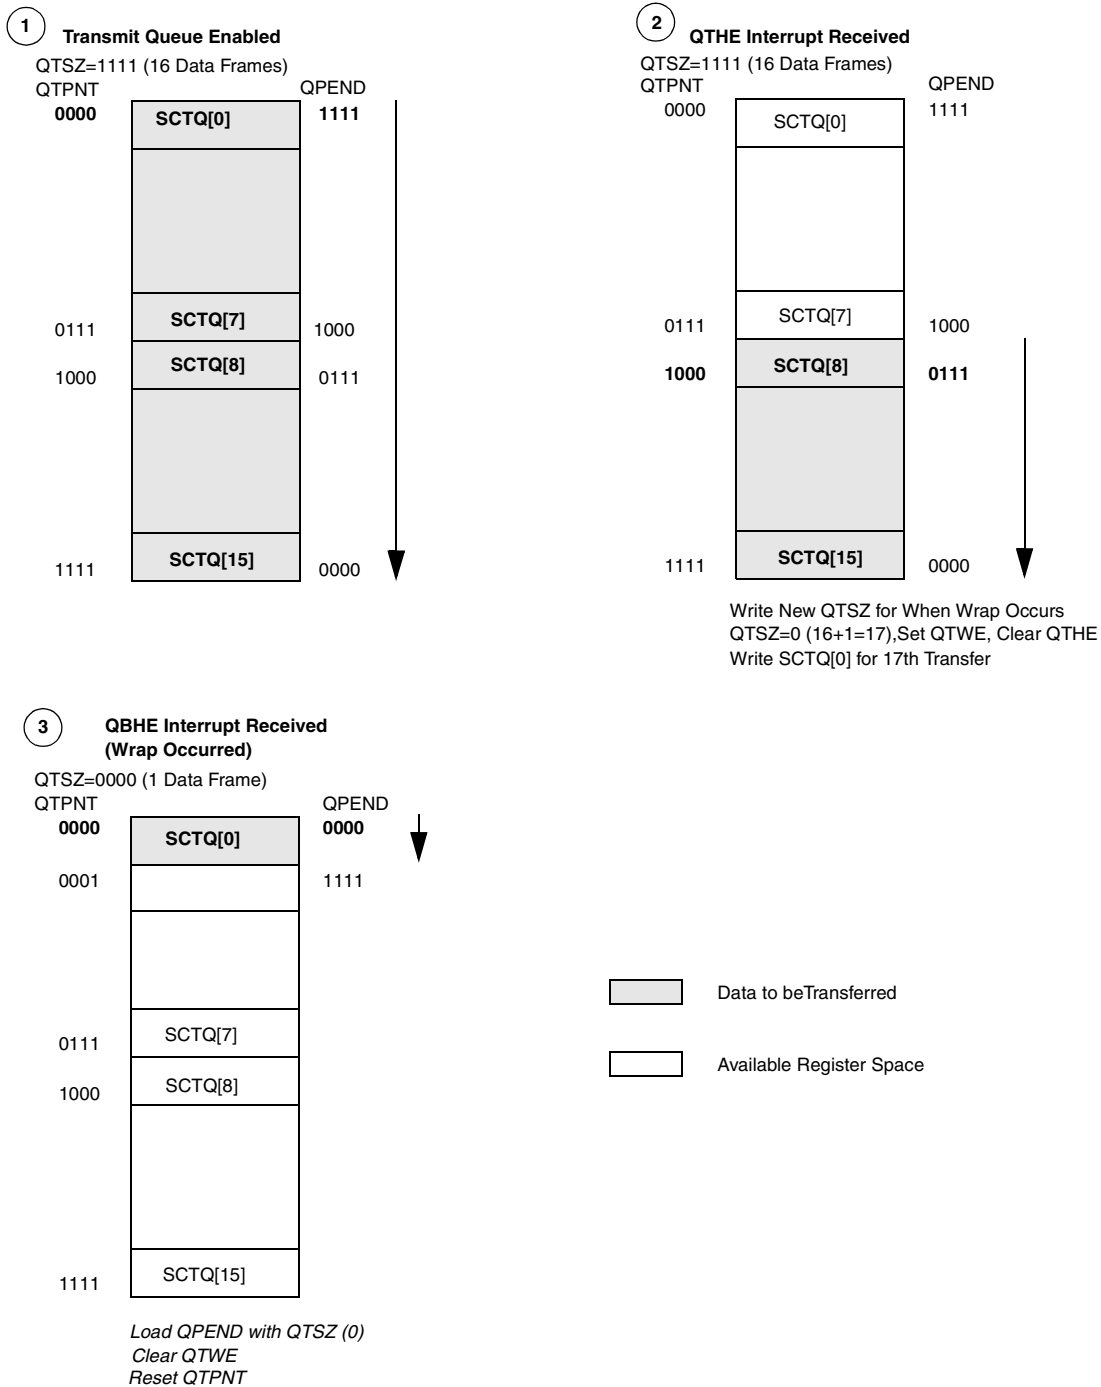 1
Transmit Queue Enabled
QTSZ=1111 (16 Data Frames)
QTPNT QPEND
0000 SCTQ[0] 1111
0111 SCTQ[7] 1000
1000 SCTQ[8] 0111
1111 SCTQ[15] 0000
2
QTHE Interrupt Received
QTSZ=1111 (16 Data Frames)
QTPNT QPEND
0000 SCTQ[0] 1111
0111 SCTQ[7] 1000
1000 SCTQ[8] 0111
1111 SCTQ[15] 0000
Write New QTSZ for When Wrap Occurs
QTSZ=0 (16+1=17),Set QTWE, Clear QTHE
Write SCTQ[0] for 17th Transfer
3
QBHE Interrupt Received
(Wrap Occurred)
QTSZ=0000 (1 Data Frame)
QTPNT QPEND
0000 SCTQ[0] 0000
0001 1111
0111 SCTQ[7]
1000 SCTQ[8]
1111 SCTQ[15]
Load QPEND with QTSZ (0)
Clear QTWE
Reset QTPNT
Data to beTransferred
Available Register Space